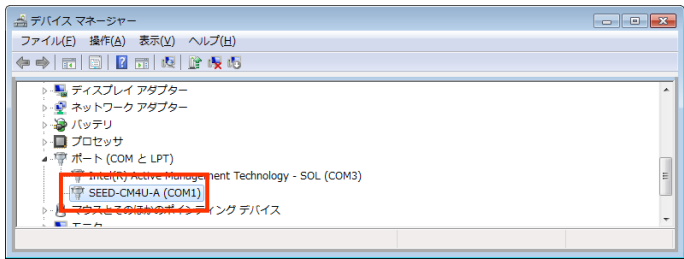 デバイス マネージャー
ファイル(F) 操作(A) 表示(V) ヘルプ(H)
ディスプレイ アダプター
ネットワーク アダプター
バッテリ
プロセッサ
ポート (COM と LPT)
Intel(R) Active Management Technology - SOL (COM3)
SEED-CM4U-A (COM1)
マウスとそのほかのポインティング デバイス
モニター